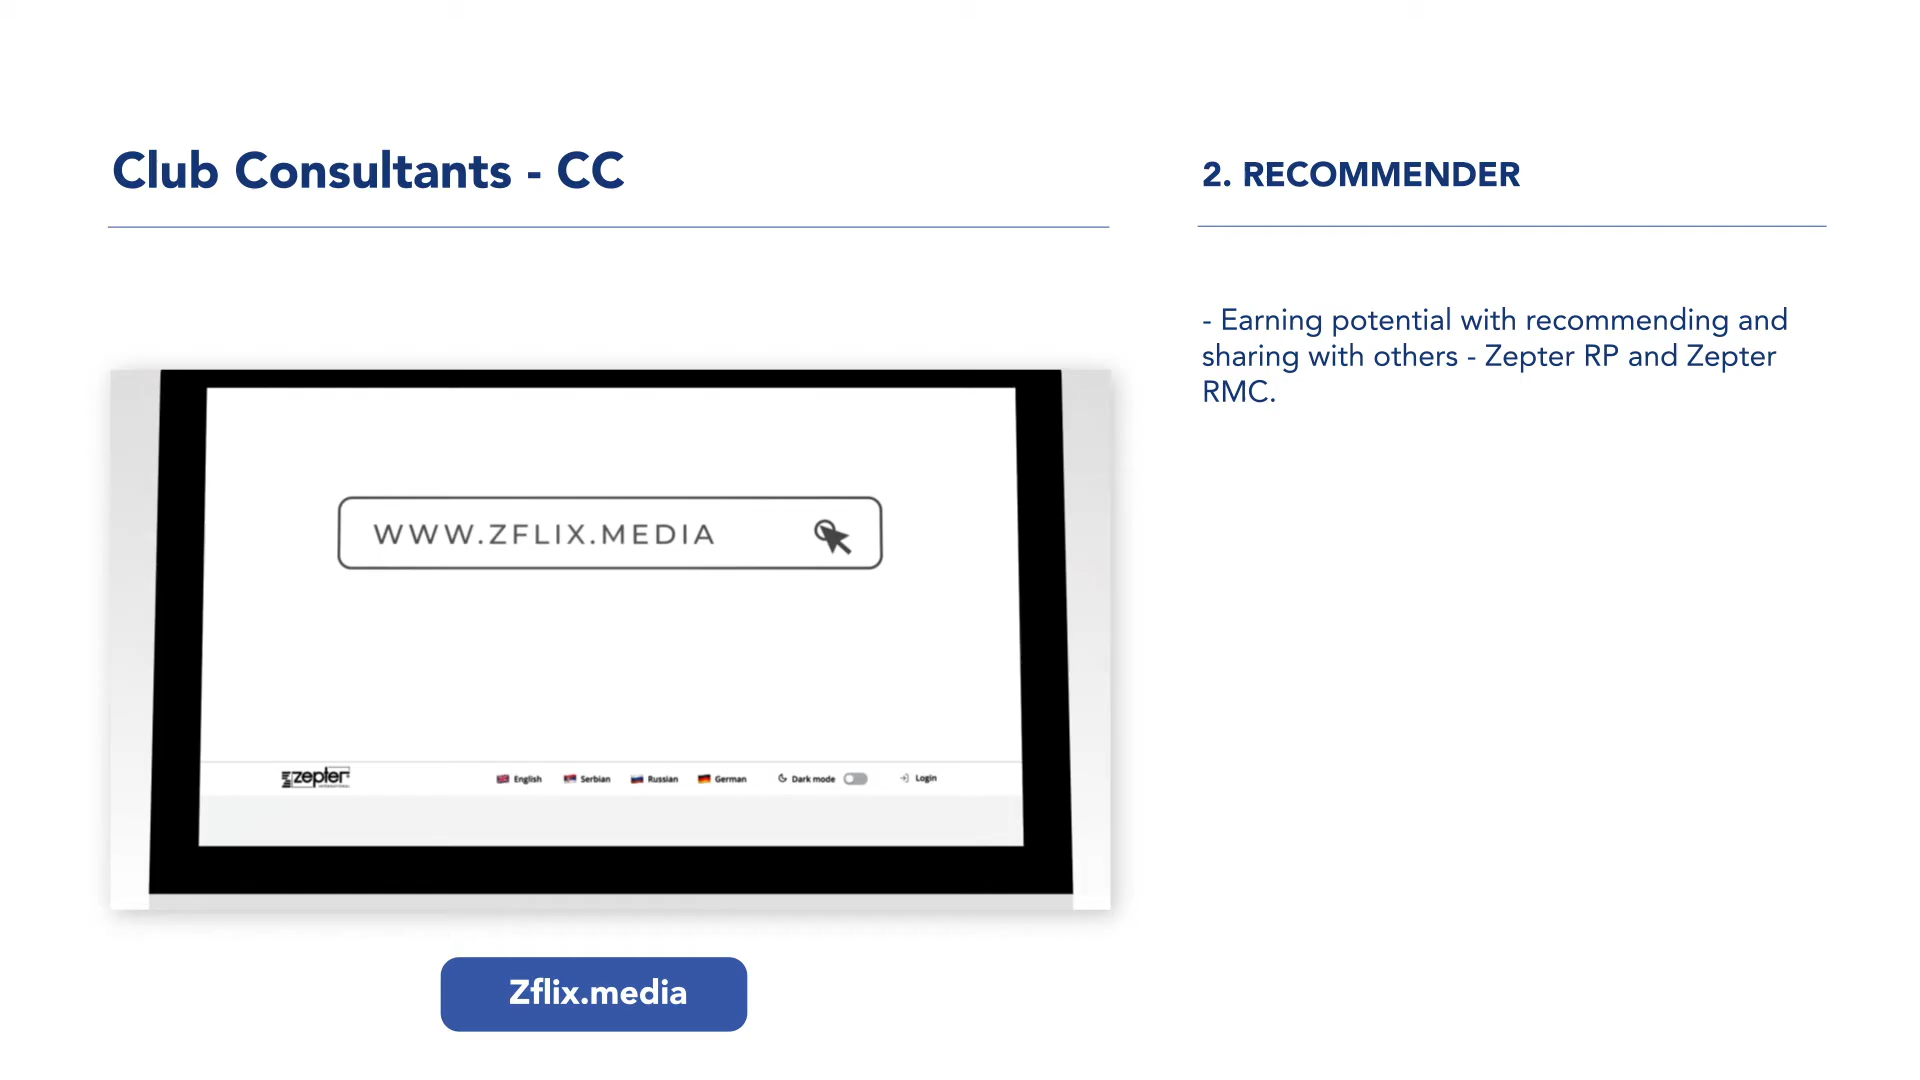 Club Consultants - CC
2. RECOMMENDER
- Earning potential with recommending and
sharing with others - Zepter RP and Zepter
RMC.
WWW.ZFLIX.MEDIA
zepter
INTERNATIONAL
English Serbian Russian German Dark mode Login
Zflix.media